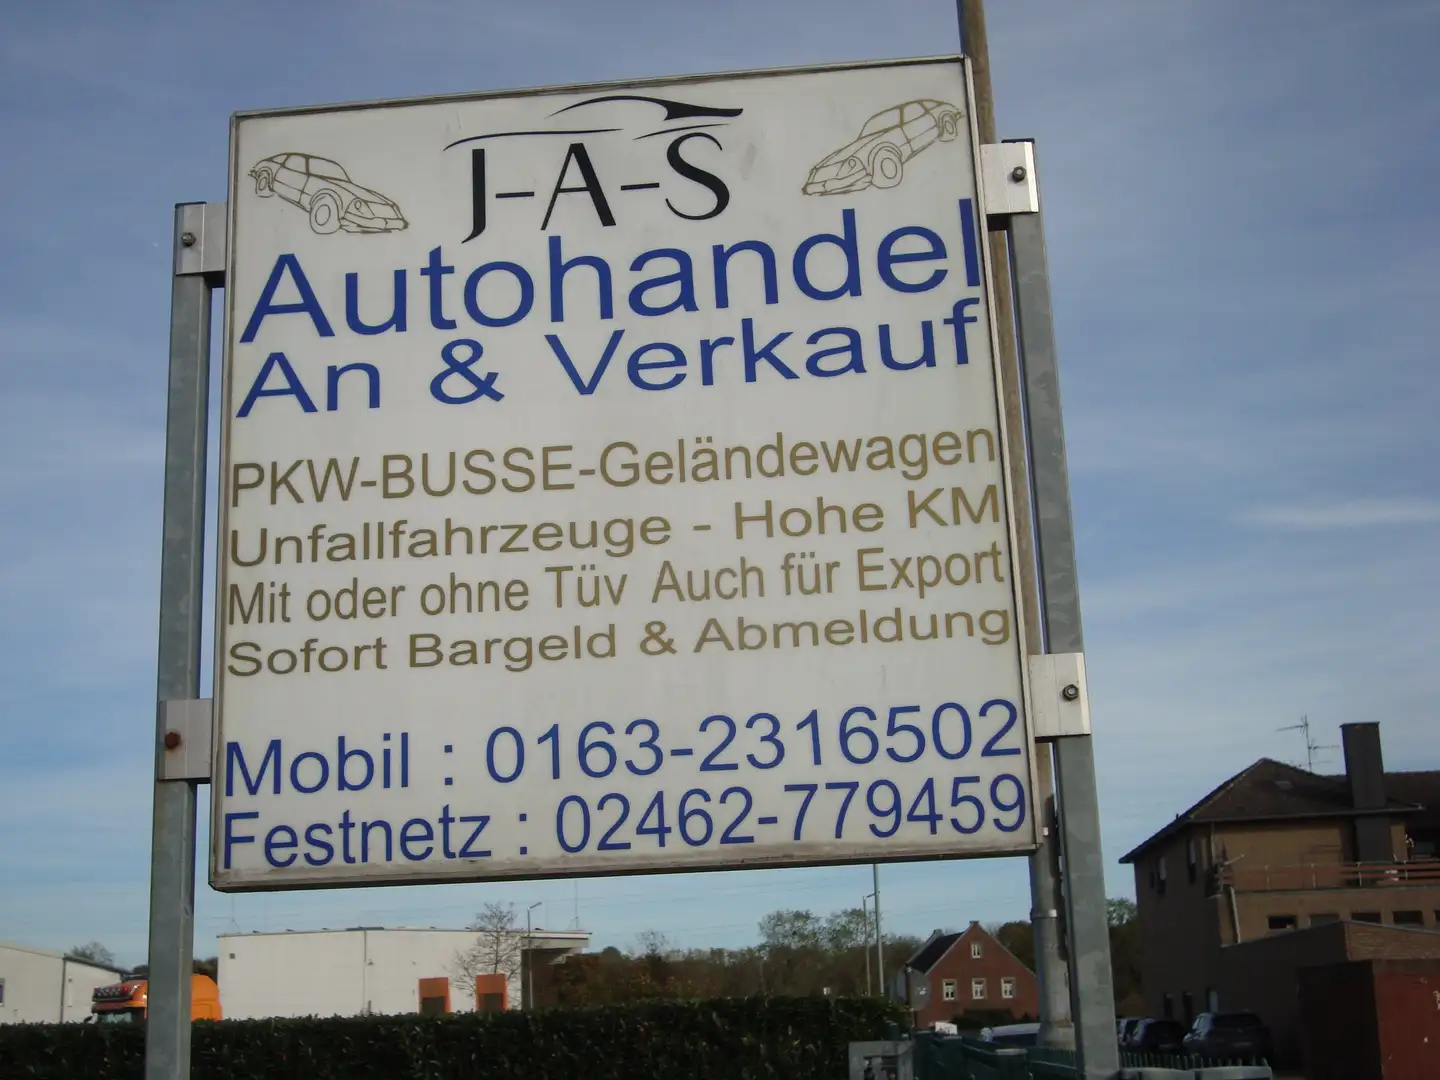 J-A-S
Autohandel
An & Verkauf
PKW-BUSSE-Geländewagen
Unfallfahrzeuge - Hohe KM
Mit oder ohne Tüv Auch für Export
Sofort Bargeld & Abmeldung
Mobil : 0163-2316502
Festnetz : 02462-779459